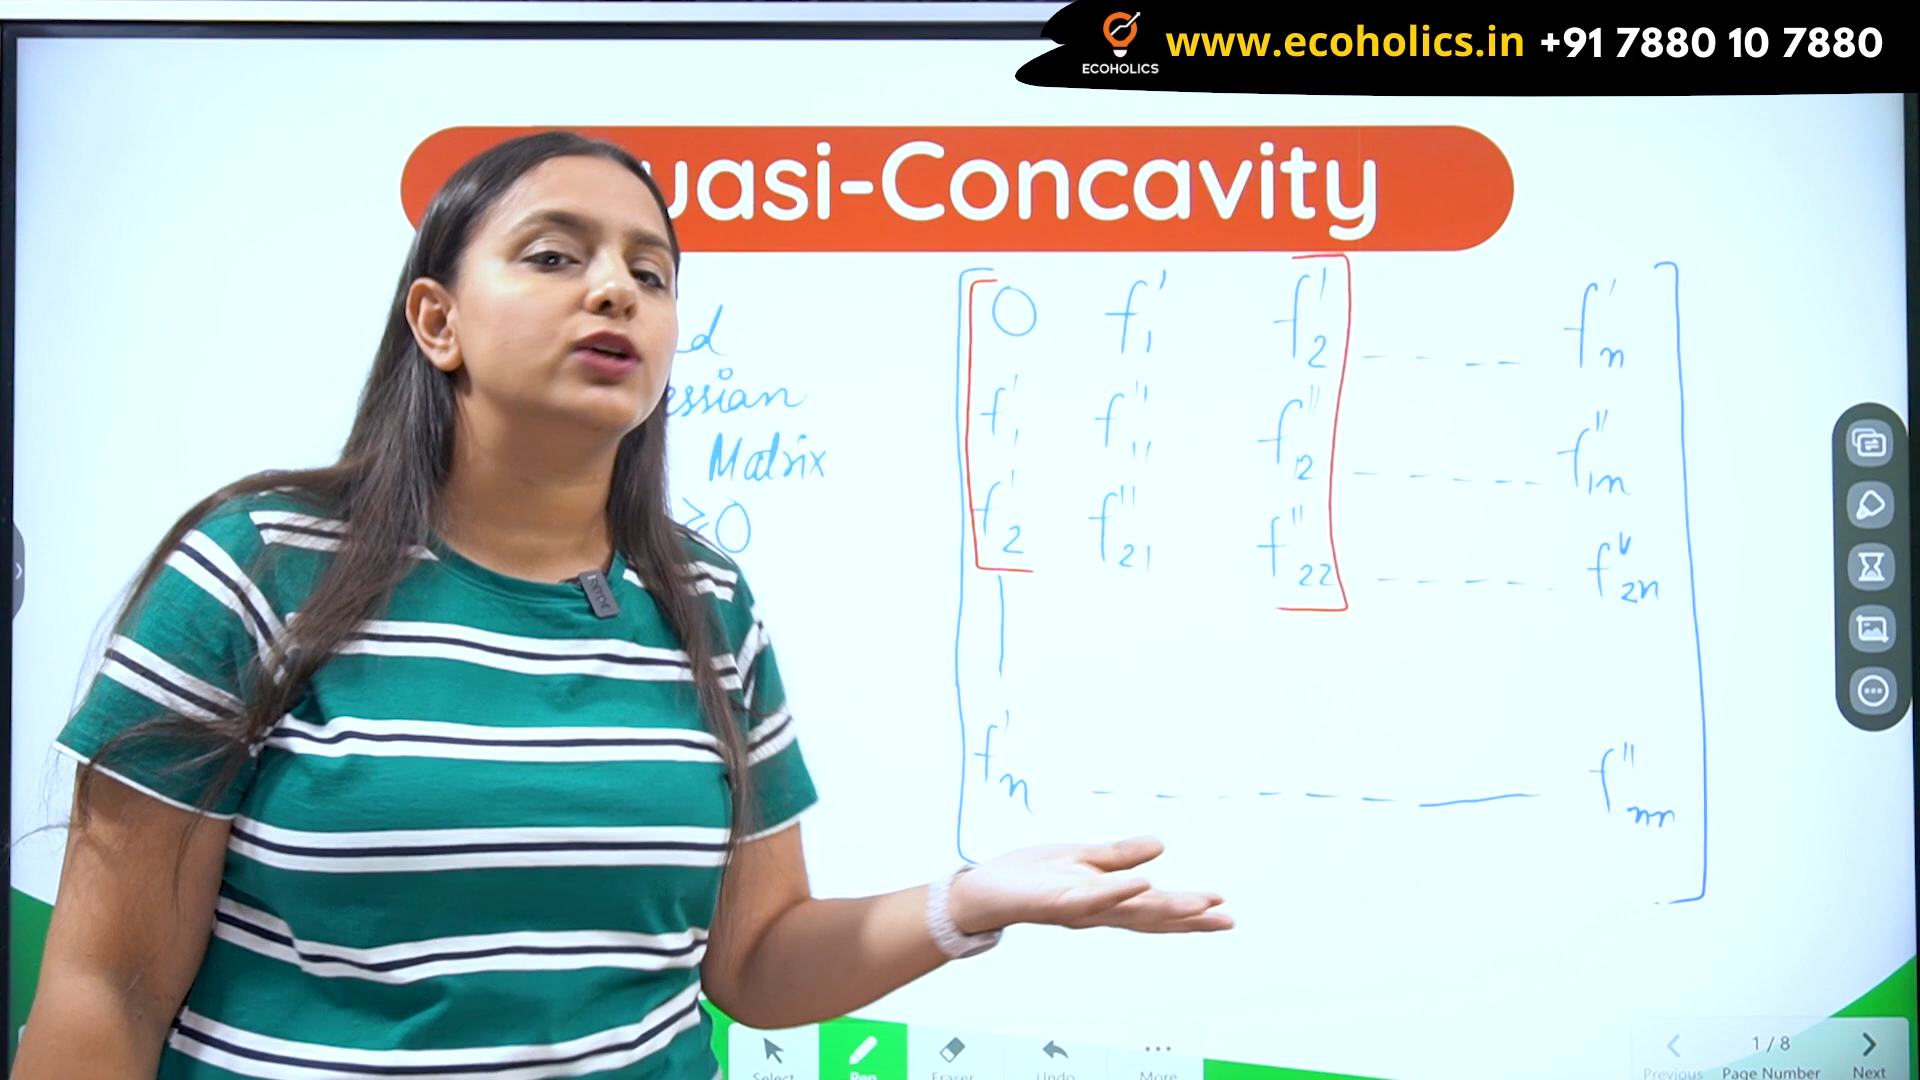 www.ecoholics.in +91 7880 10 7880
ECOHOLICS
uasi-Concavity
0 f'₁ f'₂ - - - - f'n
f'₁ f''₁₁ f''₁₂ - - - - - f''₁n
f'₂ f''₂₁ f''₂₂ - - - - f''₂n
f'n - - - - - - f''nn
d
essian
Matrix
≥0
Select
Pen
Eraser
Undo
More
1 / 8
Previous Page Number Next